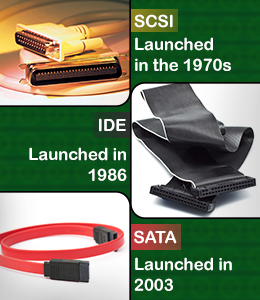 SCSI
Launched
in the 1970s
IDE
Launched in
1986
SATA
Launched in
2003